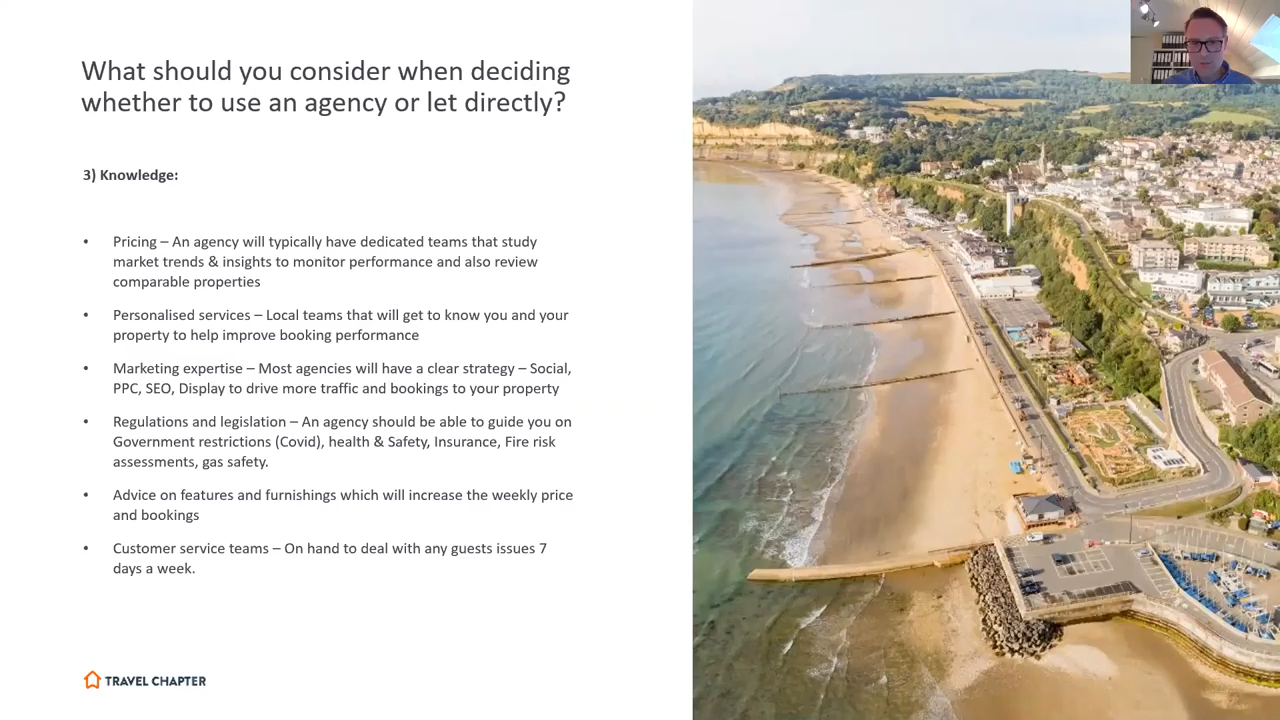 What should you consider when deciding
whether to use an agency or let directly?
3) Knowledge:
• Pricing – An agency will typically have dedicated teams that study
market trends & insights to monitor performance and also review
comparable properties
• Personalised services – Local teams that will get to know you and your
property to help improve booking performance
• Marketing expertise – Most agencies will have a clear strategy – Social,
PPC, SEO, Display to drive more traffic and bookings to your property
• Regulations and legislation – An agency should be able to guide you on
Government restrictions (Covid), health & Safety, Insurance, Fire risk
assessments, gas safety.
• Advice on features and furnishings which will increase the weekly price
and bookings
• Customer service teams – On hand to deal with any guests issues 7
days a week.
TRAVEL CHAPTER